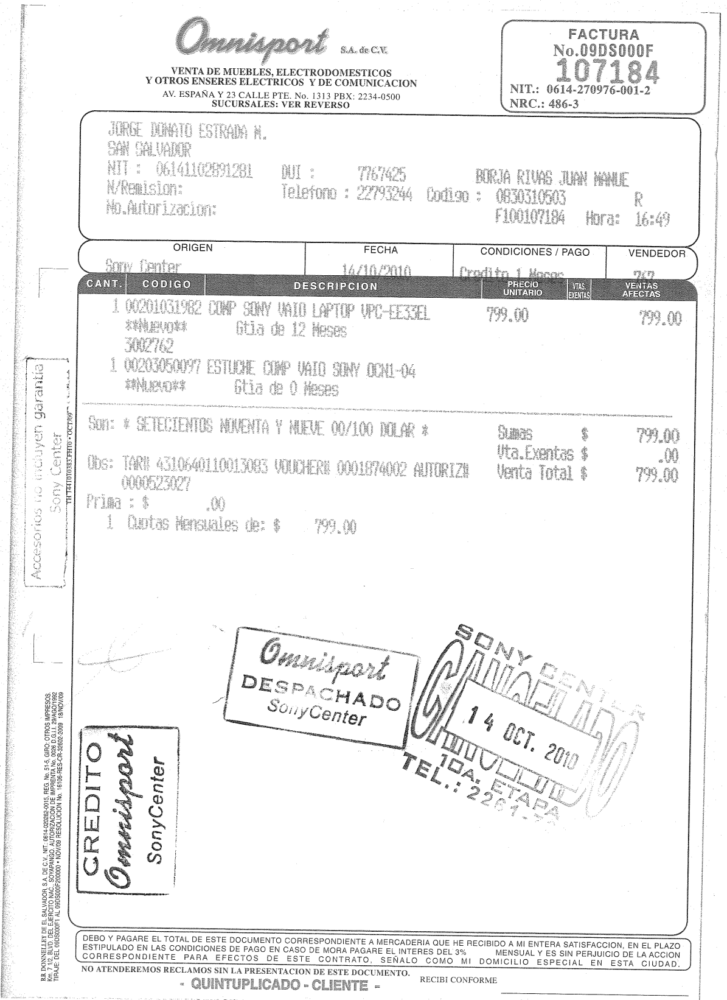 Omnisport S.A. de C.V.
VENTA DE MUEBLES, ELECTRODOMESTICOS
Y OTROS ENSERES ELECTRICOS Y DE COMUNICACION
AV. ESPAÑA Y 23 CALLE PTE. No. 1313 PBX: 2234-0500
SUCURSALES: VER REVERSO
FACTURA
No.09DS000F
107184
NIT.: 0614-270976-001-2
NRC.: 486-3
JORGE DONATO ESTRADA N.
SAN SALVADOR
NIT : 06141102891281 DUI : 7767425 BORJA RIVAS JUAN MANUE
N/Remision: Telefono : 22793244 Codigo : 0830310503 R
No.Autorizacion: F100107184 Hora: 16:49
ORIGEN FECHA CONDICIONES / PAGO VENDEDOR
Sony Center 14/10/2010 Credito 1 Meses 767
CANT. CODIGO DESCRIPCION PRECIO UNITARIO VTAS. EXENTAS VENTAS AFECTAS
1 00201031982 COMP SONY VAIO LAPTOP VPC-EE33EL 799.00 799.00
**Nuevo** Gtia de 12 Meses
3002762
1 00203050097 ESTUCHE COMP VAIO SONY OCN1-04
**Nuevo** Gtia de 0 Meses
Son: * SETECIENTOS NOVENTA Y NUEVE 00/100 DOLAR * Sumas $ 799.00
Vta.Exentas $ .00
Obs: TAR# 4310640110013083 VOUCHER# 0001874002 AUTORIZ# Venta Total $ 799.00
0000523027
Prima : $ .00
1 Cuotas Mensuales de: $ 799.00
Accesorios no incluyen garantía
Sony Center
Omnisport
DESPACHADO
SonyCenter
SONY CENTER
CANCELADO
14 OCT. 2010
10A. ETAPA
TEL.: 2261-
CREDITO
Omnisport
SonyCenter
RR DONNELLEY DE EL SALVADOR, S.A. DE C.V., NIT.: 0614-020262-0015, REG. No. 51-5, GIRO: OTROS IMPRESOS.
Km. 7 1/2, BLVD. DEL EJERCITO NAC., SOYAPANGO. AUTORIZACION DE IMPRENTA No. 0026 D.G.I.I. 29/AGO/1992
TIRAJE: DEL 09DS000F1 AL 09DS000F200000 • NOV/09 RESOLUCION No. 16106-RES-CR-32602-2009 18/NOV/09
DEBO Y PAGARE EL TOTAL DE ESTE DOCUMENTO CORRESPONDIENTE A MERCADERIA QUE HE RECIBIDO A MI ENTERA SATISFACCION, EN EL PLAZO
ESTIPULADO EN LAS CONDICIONES DE PAGO EN CASO DE MORA PAGARE EL INTERES DEL 3% MENSUAL Y ES SIN PERJUICIO DE LA ACCION
CORRESPONDIENTE PARA EFECTOS DE ESTE CONTRATO, SEÑALO COMO MI DOMICILIO ESPECIAL EN ESTA CIUDAD.
NO ATENDEREMOS RECLAMOS SIN LA PRESENTACION DE ESTE DOCUMENTO.
- QUINTUPLICADO - CLIENTE -
RECIBI CONFORME